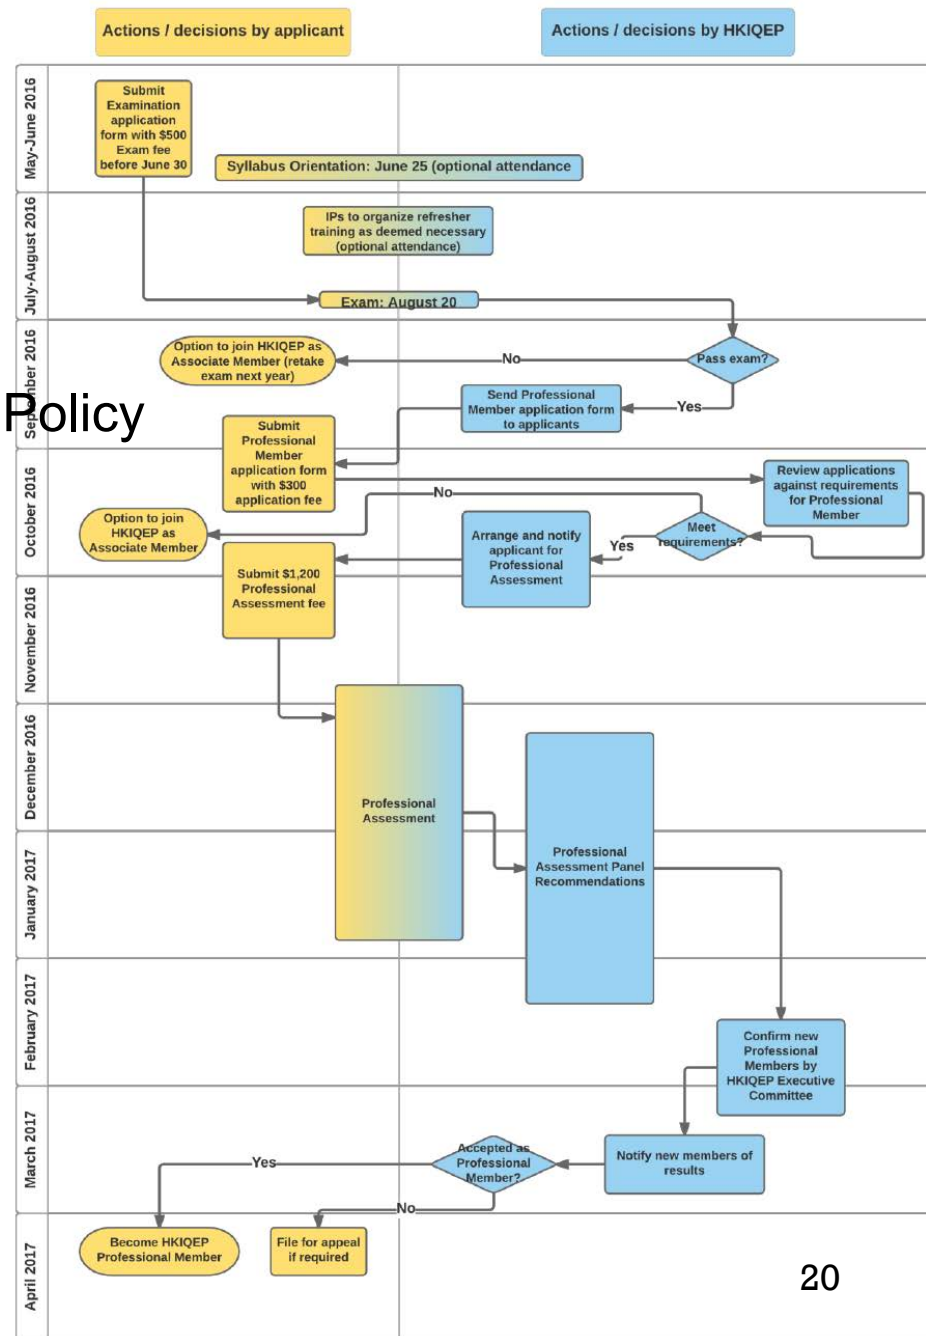 Actions / decisions by applicant
Actions / decisions by HKIQEP
May-June 2016
Submit
Examination
application
form with $500
Exam fee
before June 30
Syllabus Orientation: June 25 (optional attendance
July-August 2016
IPs to organize refresher
training as deemed necessary
(optional attendance)
Exam: August 20
September 2016
Option to join HKIQEP as
Associate Member (retake
exam next year)
No
Pass exam?
Policy
Send Professional
Member application form
to applicants
Yes
Submit
Professional
Member
application form
with $300
application fee
October 2016
Review applications
against requirements
for Professional
Member
No
Option to join
HKIQEP as
Associate Member
Arrange and notify
applicant for
Professional
Assessment
Yes
Meet
requirements?
Submit $1,200
Professional
Assessment fee
November 2016
December 2016
Professional
Assessment
January 2017
Professional
Assessment Panel
Recommendations
February 2017
Confirm new
Professional
Members by
HKIQEP Executive
Committee
March 2017
Yes
Accepted as
Professional
Member?
Notify new members of
results
No
April 2017
Become HKIQEP
Professional Member
File for appeal
if required
20